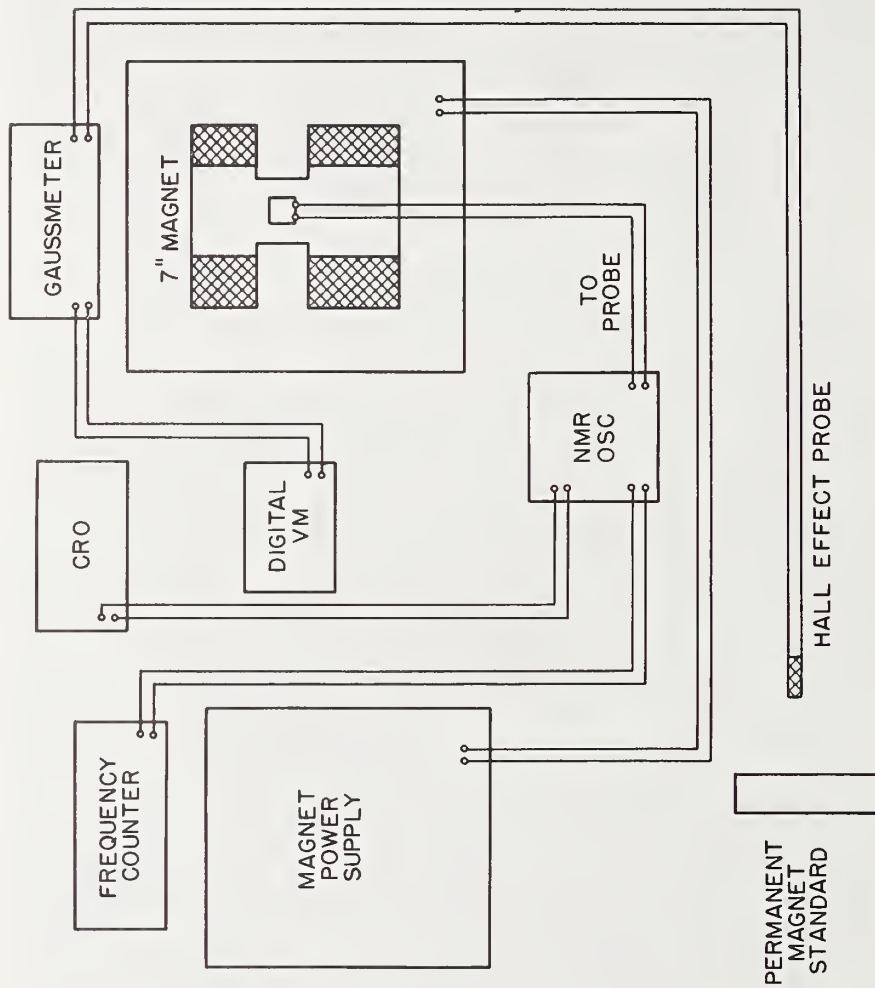 GAUSSMETER
7" MAGNET
CRO
DIGITAL
VM
TO
PROBE
NMR
OSC
FREQUENCY
COUNTER
MAGNET
POWER
SUPPLY
HALL EFFECT PROBE
PERMANENT
MAGNET
STANDARD